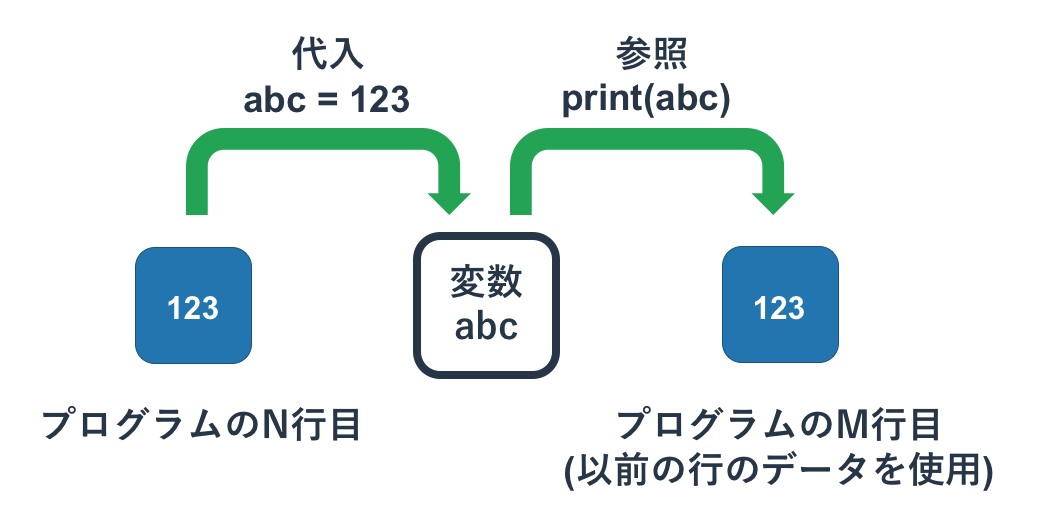 代入
abc = 123
参照
print(abc)
123
変数
abc
123
プログラムのN行目
プログラムのM行目
(以前の行のデータを使用)